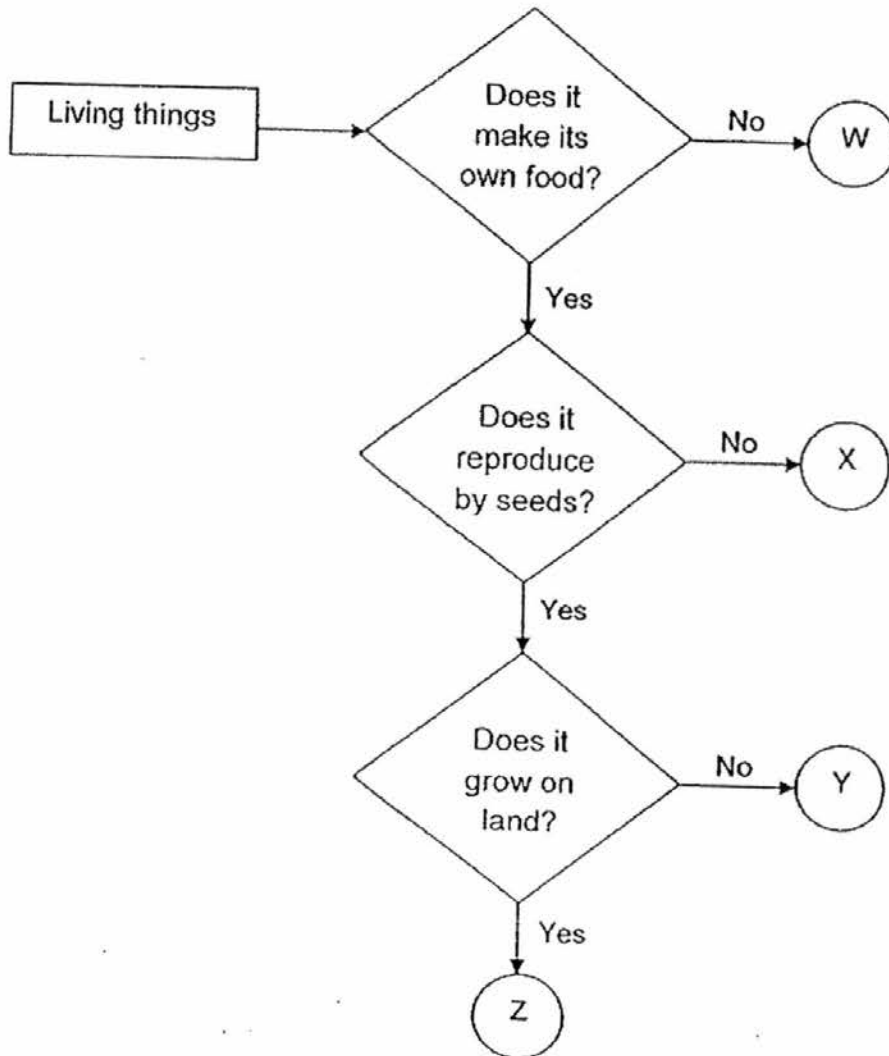 Living things
Does it
make its
own food?
No
W
Yes
Does it
reproduce
by seeds?
No
X
Yes
Does it
grow on
land?
No
Y
Yes
Z